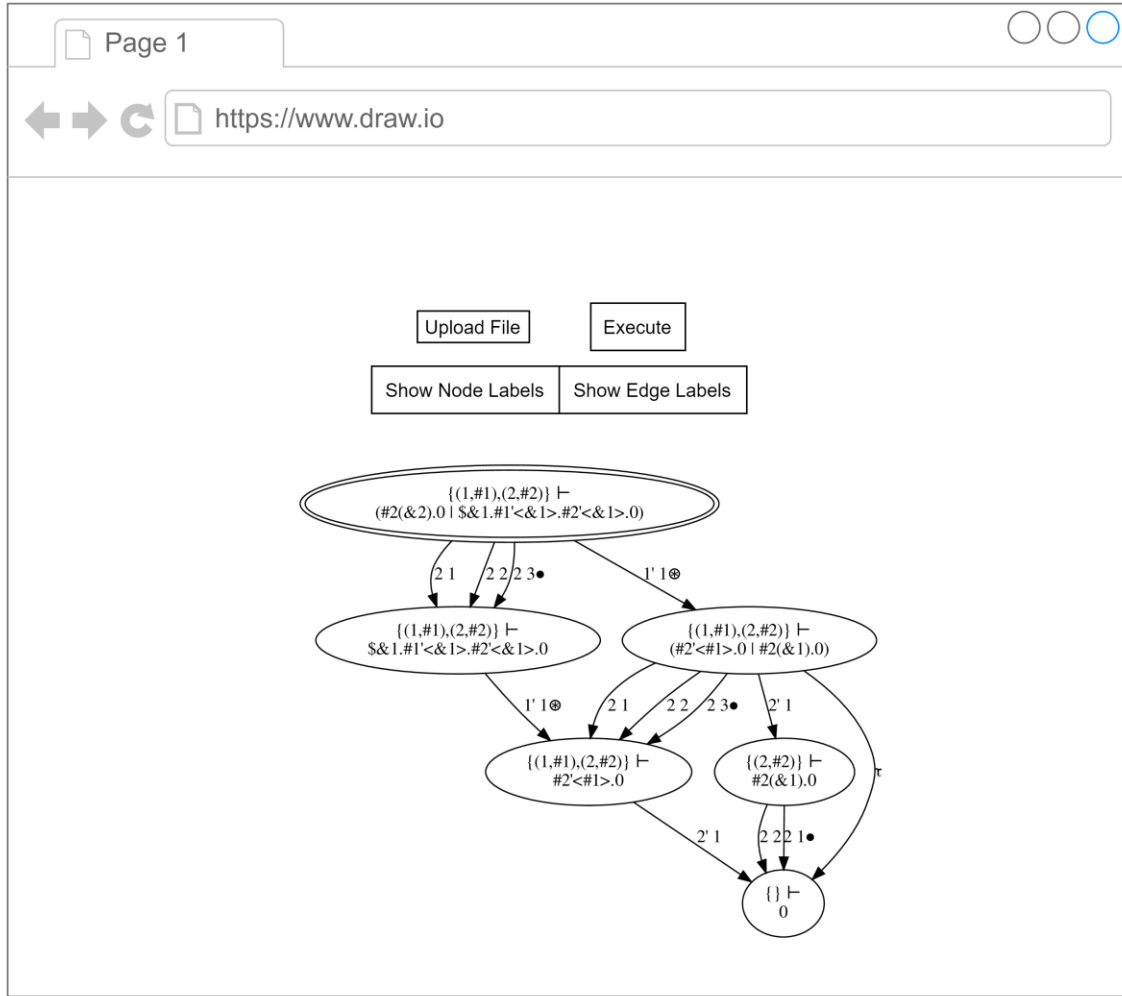 Page 1
https://www.draw.io
Upload File
Execute
Show Node Labels
Show Edge Labels
{(1,#1),(2,#2)} ⊢
(#2(&2).0 | $&1.#1'<&1>.#2'<&1>.0)
2 1
2 2
2 3●
1' 1⊛
{(1,#1),(2,#2)} ⊢
$&1.#1'<&1>.#2'<&1>.0
{(1,#1),(2,#2)} ⊢
(#2'<#1>.0 | #2(&1).0)
1' 1⊛
2 1
2 2
2 3●
2' 1
{(1,#1),(2,#2)} ⊢
#2'<#1>.0
{(2,#2)} ⊢
#2(&1).0
τ
2' 1
2 2
2 1●
{} ⊢
0